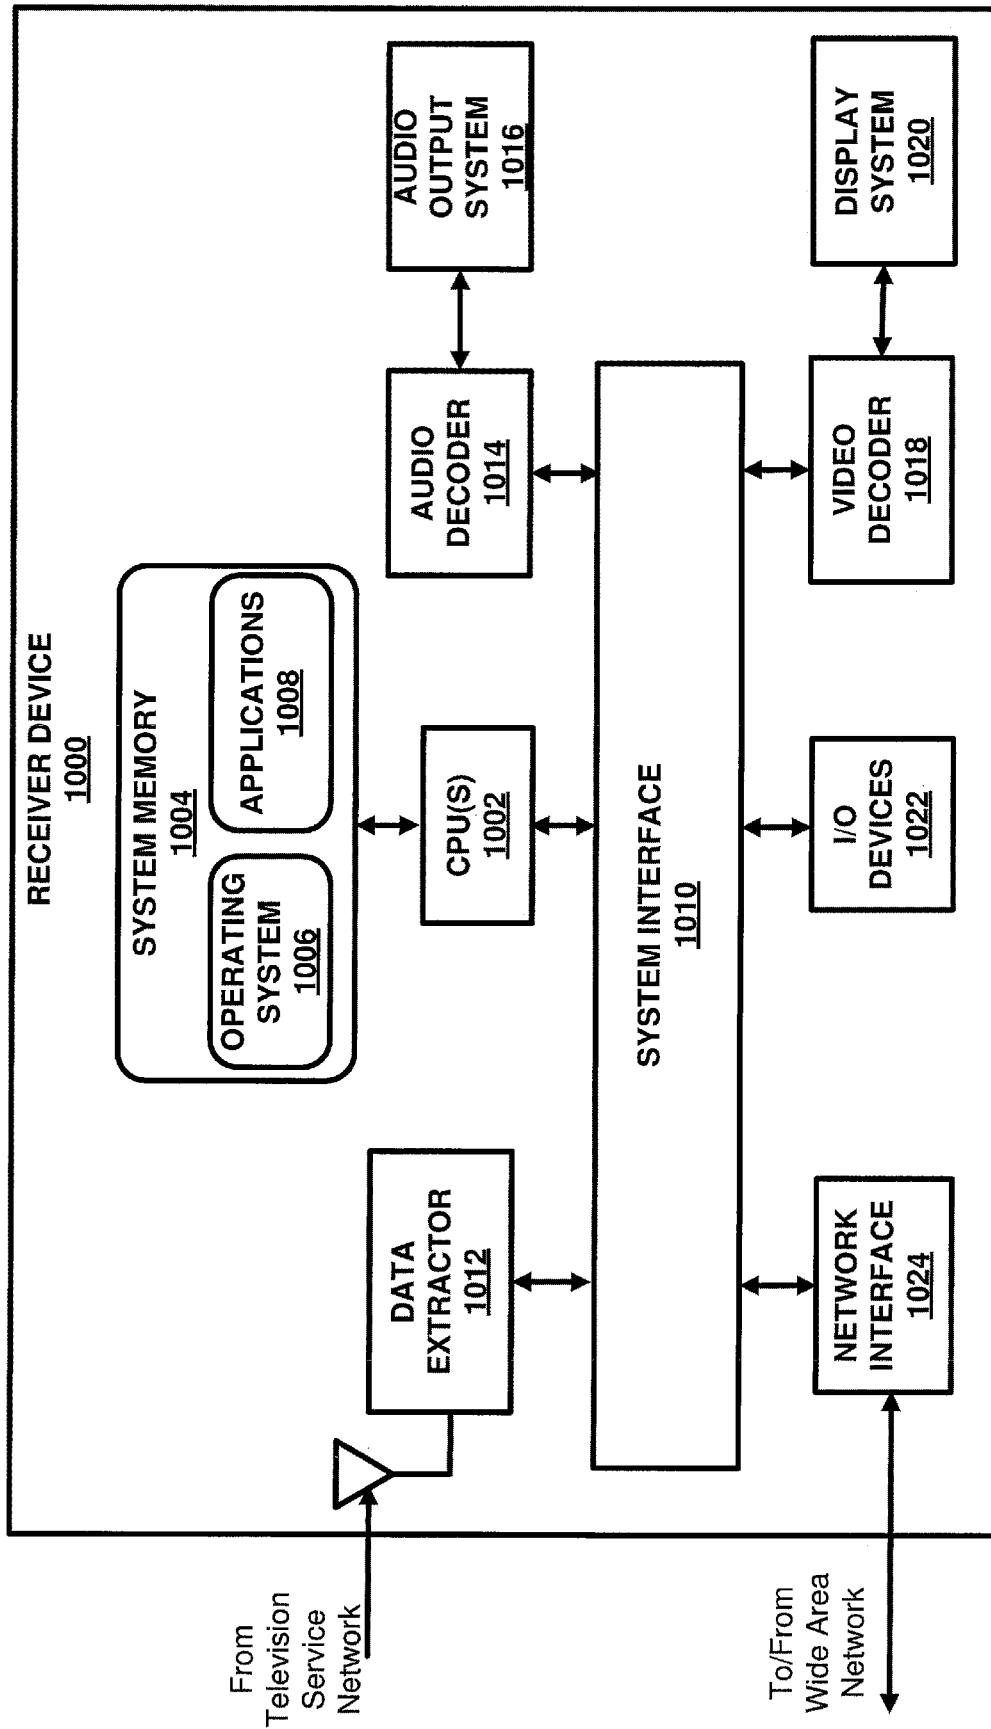 RECEIVER DEVICE
1000
SYSTEM MEMORY
1004
OPERATING
SYSTEM
1006
APPLICATIONS
1008
From
Television
Service
Network
DATA
EXTRACTOR
1012
CPU(S)
1002
AUDIO
DECODER
1014
AUDIO
OUTPUT
SYSTEM
1016
SYSTEM INTERFACE
1010
To/From
Wide Area
Network
NETWORK
INTERFACE
1024
I/O
DEVICES
1022
VIDEO
DECODER
1018
DISPLAY
SYSTEM
1020